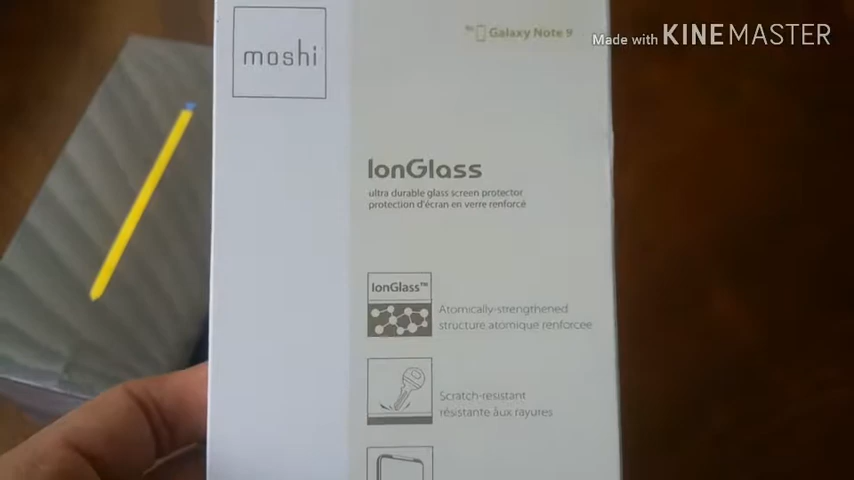 moshi
Galaxy Note 9
Made with KINEMASTER
IonGlass
ultra durable glass screen protector
protection d'écran en verre renforcé
IonGlass™
Atomically-strengthened
structure atomique renforcée
Scratch-resistant
résistante aux rayures